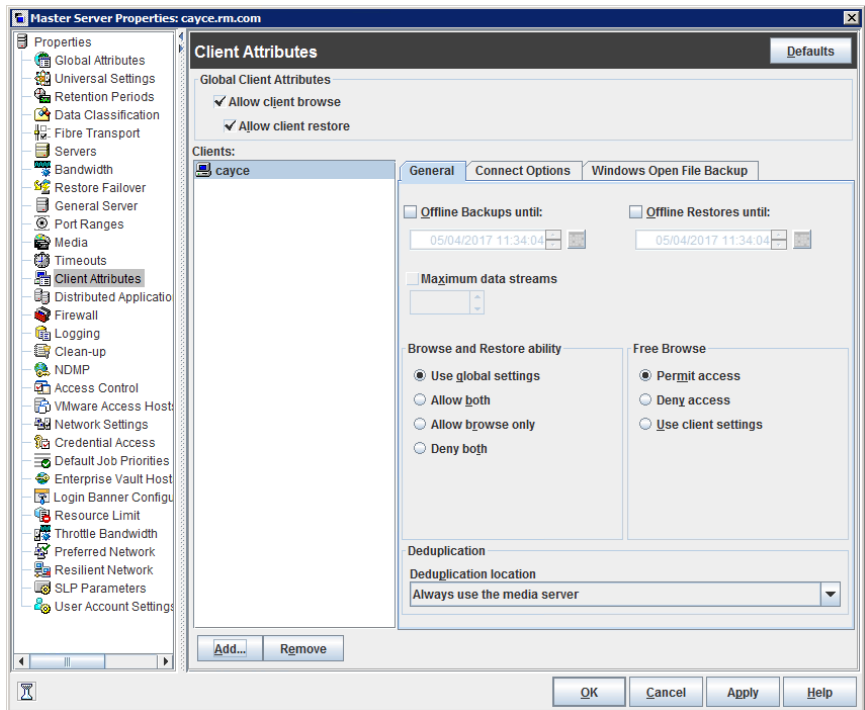 Master Server Properties: cayce.rm.com
Properties
Global Attributes
Universal Settings
Retention Periods
Data Classification
Fibre Transport
Servers
Bandwidth
Restore Failover
General Server
Port Ranges
Media
Timeouts
Client Attributes
Distributed Applicatio
Firewall
Logging
Clean-up
NDMP
Access Control
VMware Access Hosts
Network Settings
Credential Access
Default Job Priorities
Enterprise Vault Host
Login Banner Configu
Resource Limit
Throttle Bandwidth
Preferred Network
Resilient Network
SLP Parameters
User Account Settings
Client Attributes
Defaults
Global Client Attributes
Allow client browse
Allow client restore
Clients:
cayce
General Connect Options Windows Open File Backup
Offline Backups until: Offline Restores until:
05/04/2017 11:34:04 05/04/2017 11:34:04
Maximum data streams
Browse and Restore ability
Use global settings
Allow both
Allow browse only
Deny both
Free Browse
Permit access
Deny access
Use client settings
Deduplication
Deduplication location
Always use the media server
Add... Remove
OK Cancel Apply Help